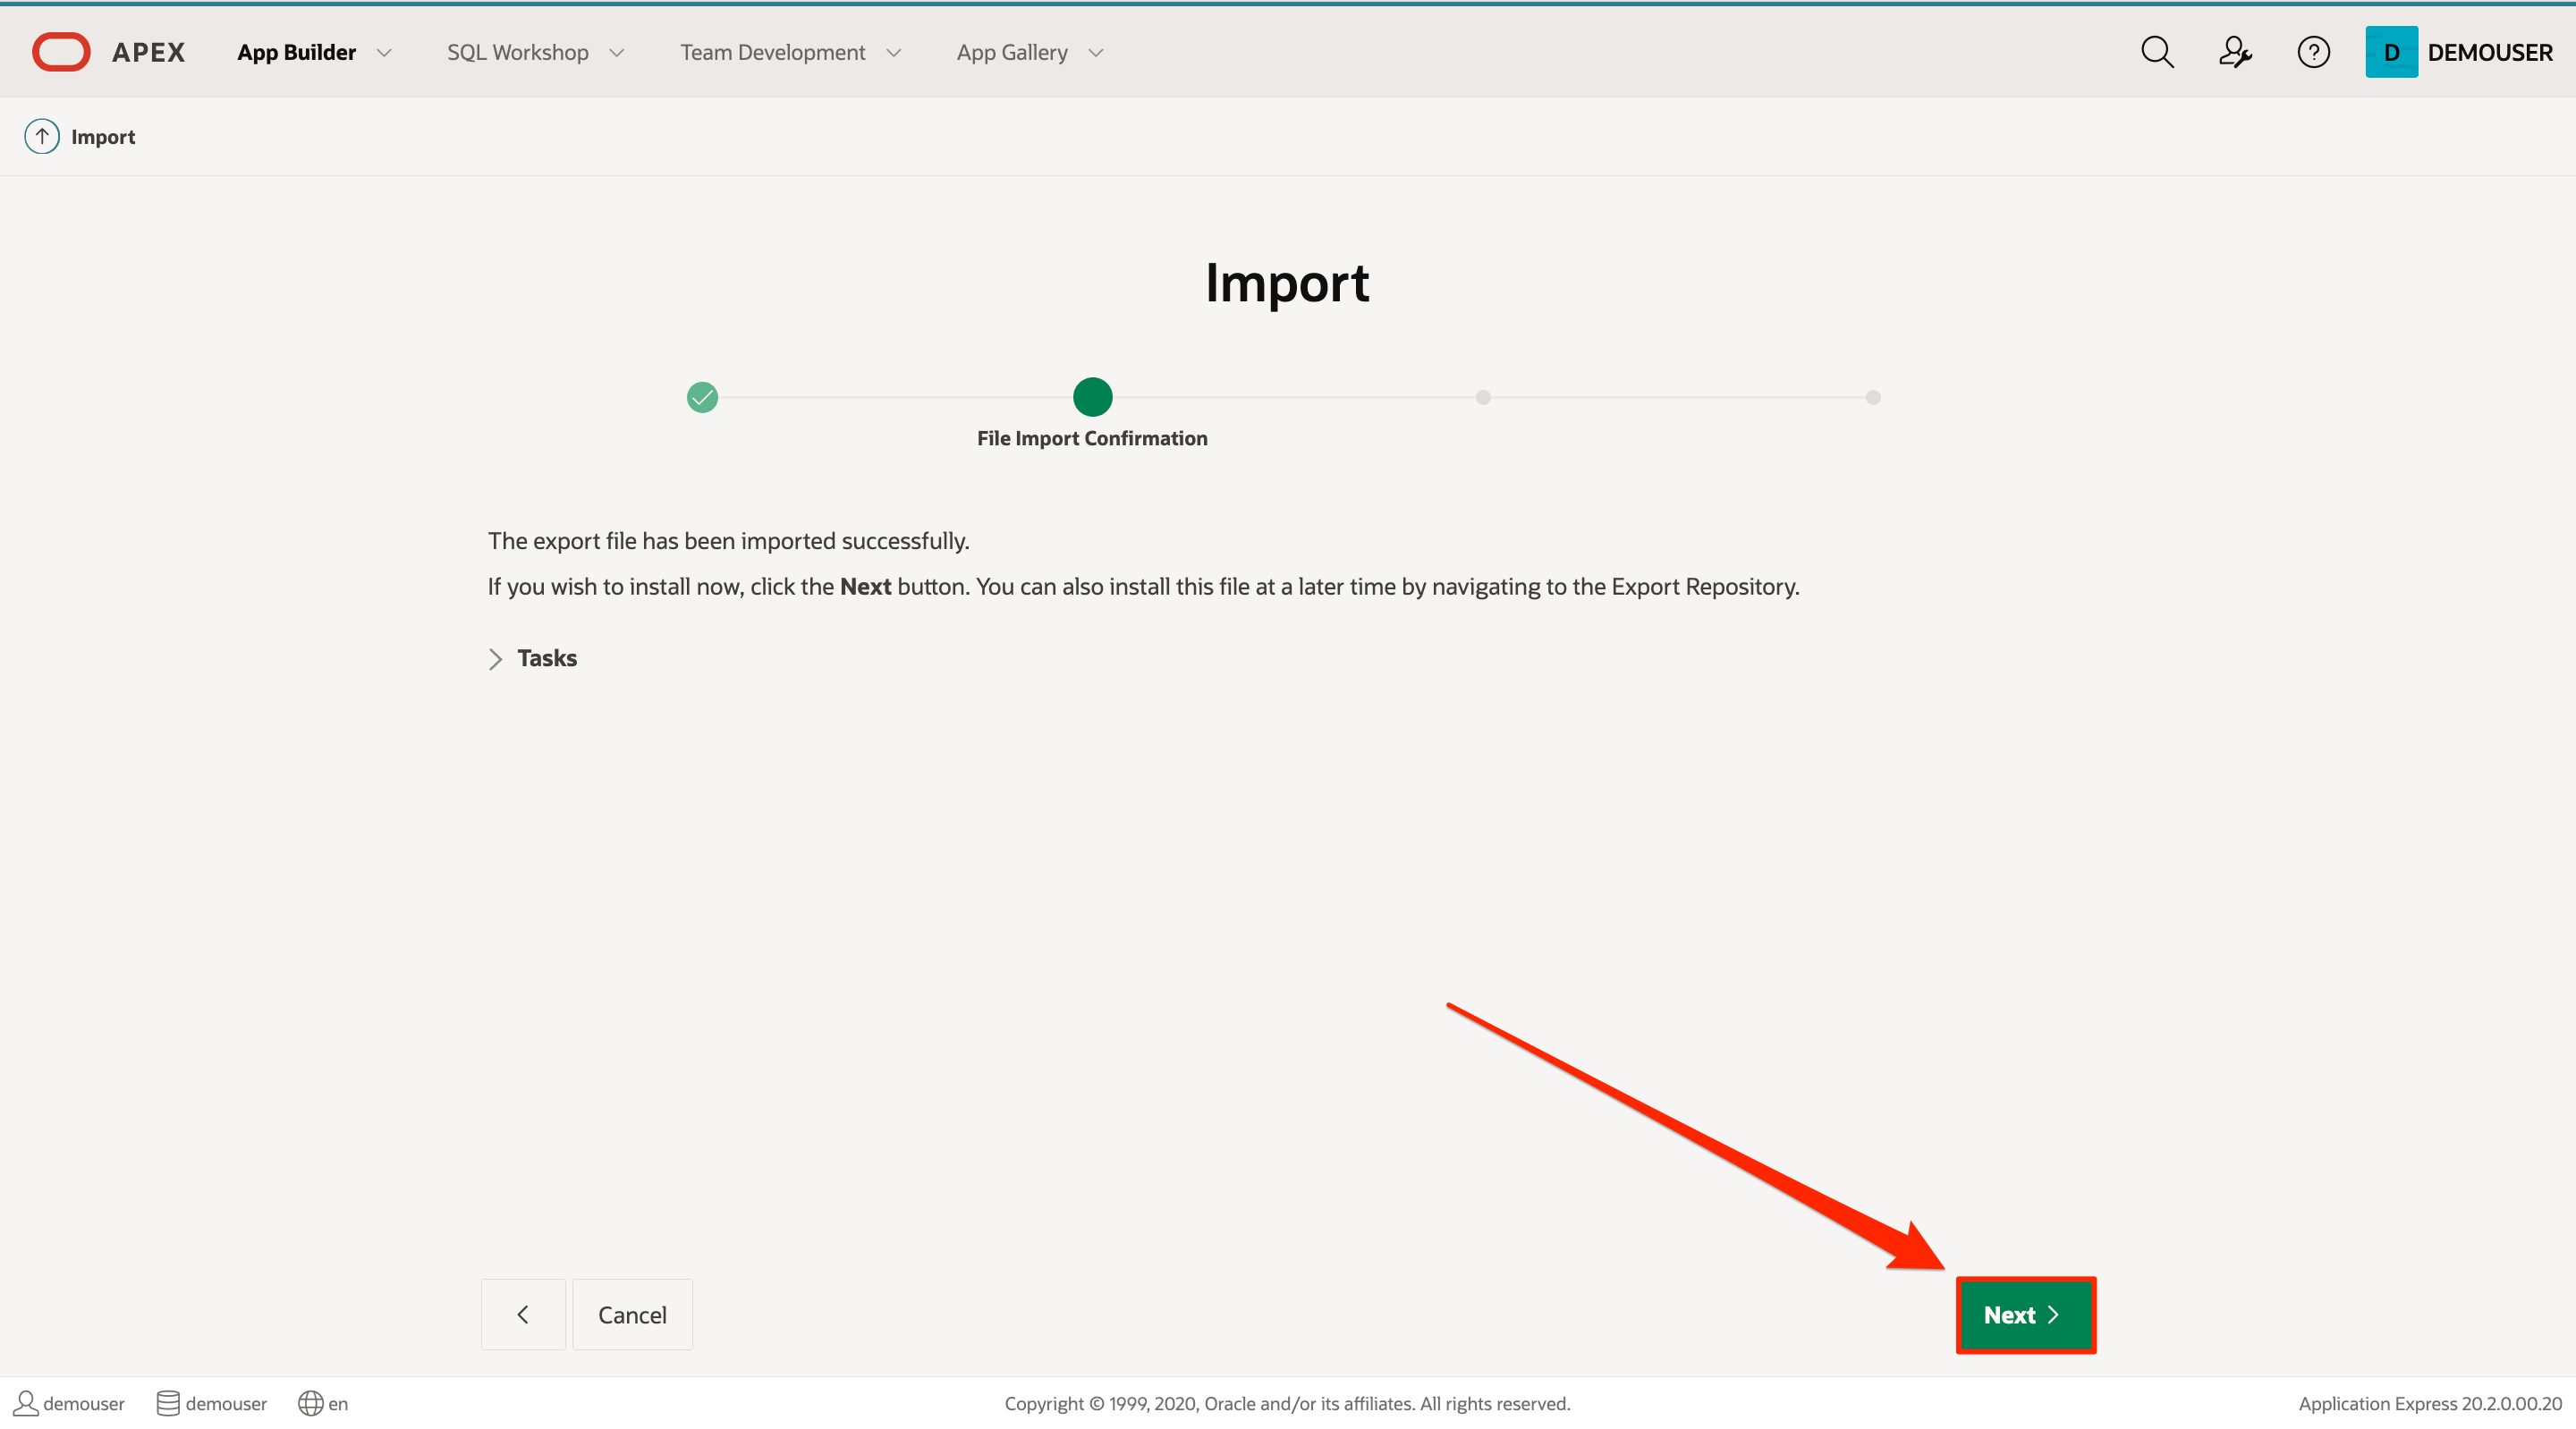 APEX App Builder SQL Workshop Team Development App Gallery D DEMOUSER
Import
Import
File Import Confirmation
The export file has been imported successfully.
If you wish to install now, click the Next button. You can also install this file at a later time by navigating to the Export Repository.
Tasks
Cancel Next
demouser demouser en Copyright © 1999, 2020, Oracle and/or its affiliates. All rights reserved. Application Express 20.2.0.00.20